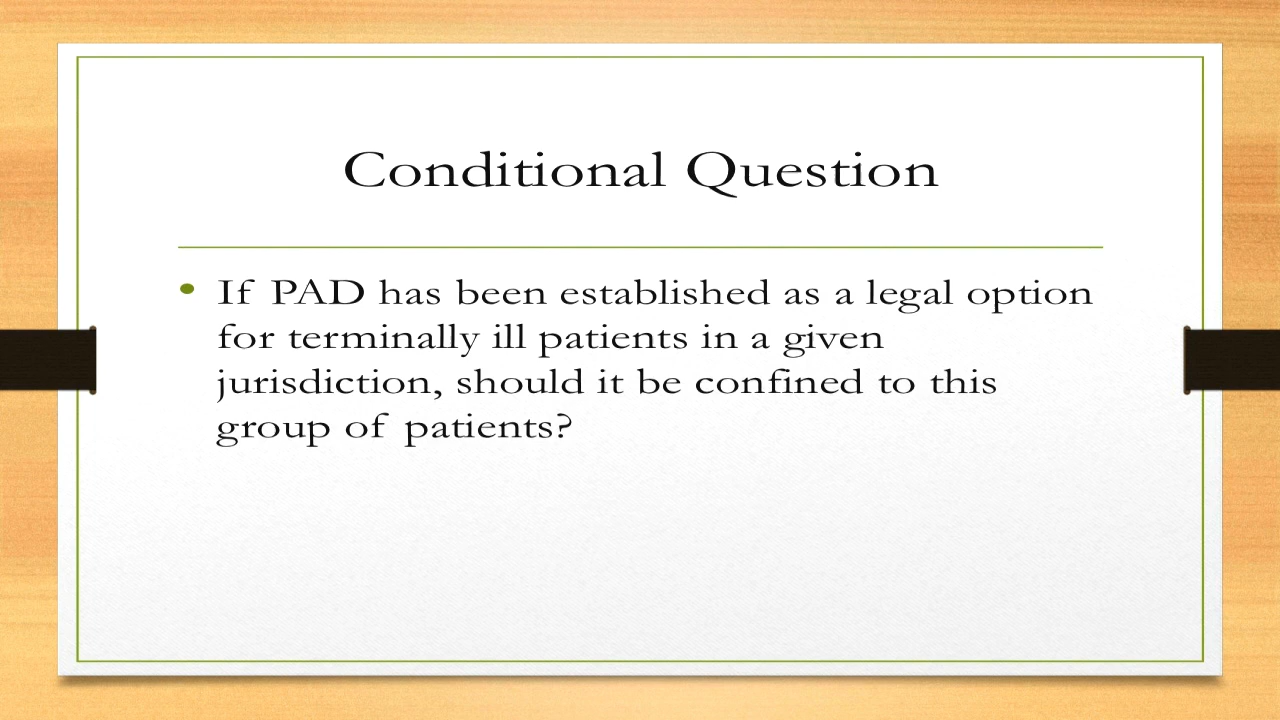 Conditional Question
• If PAD has been established as a legal option
for terminally ill patients in a given
jurisdiction, should it be confined to this
group of patients?